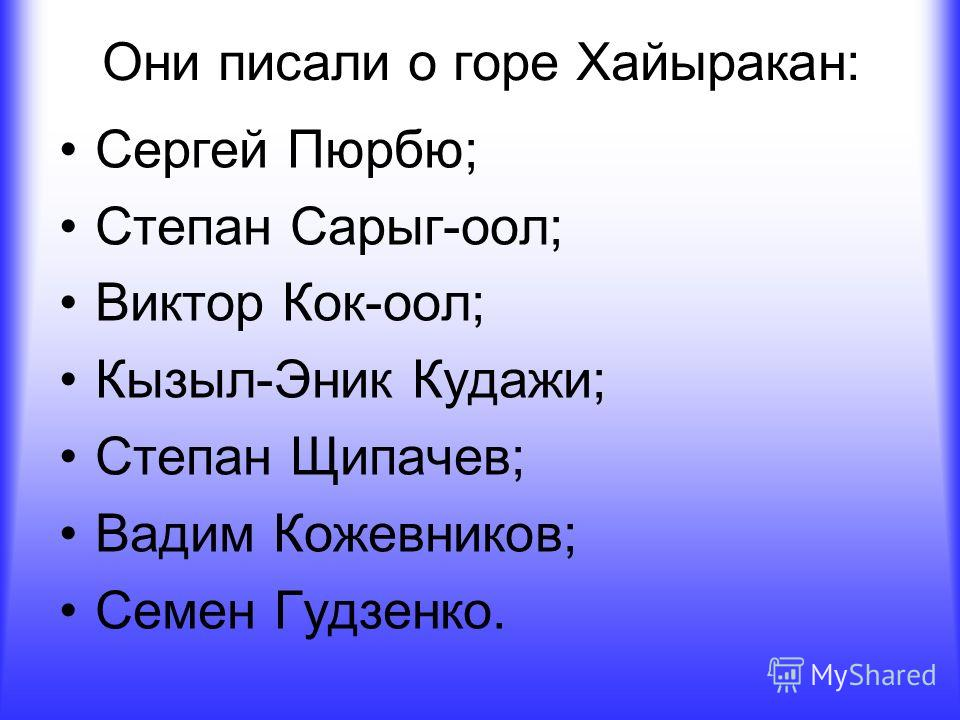 Они писали о горе Хайыракан:
• Сергей Пюрбю;
• Степан Сарыг-оол;
• Виктор Кок-оол;
• Кызыл-Эник Кудажи;
• Степан Щипачев;
• Вадим Кожевников;
• Семен Гудзенко.
MyShared